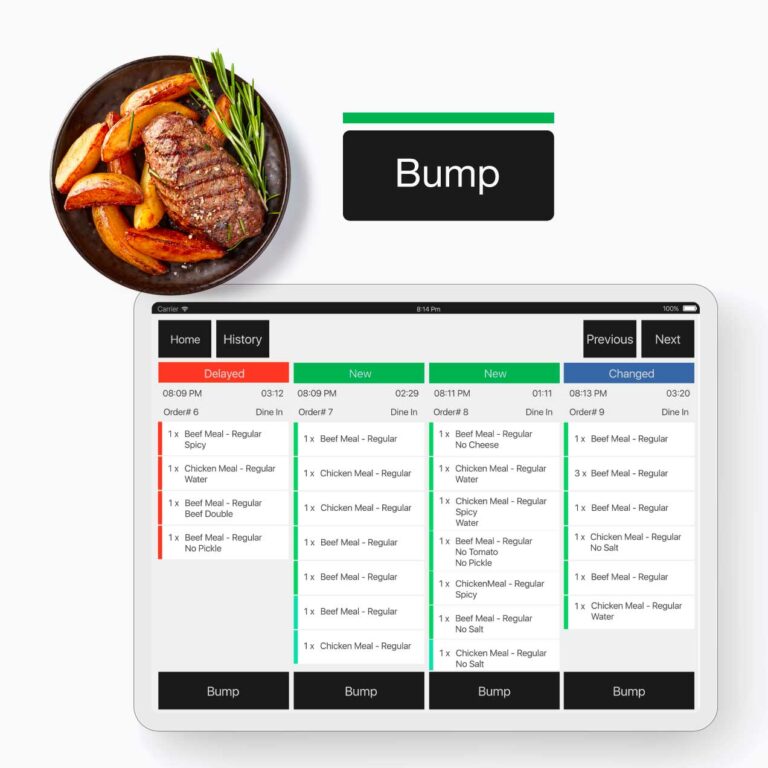 Bump
Carrier
8:14 Pm
100%
Home
History
Previous
Next
Delayed
08:09 PM
03:12
Order# 6
Dine In
1 x Beef Meal - Regular
Spicy
1 x Chicken Meal - Regular
Water
1 x Beef Meal - Regular
Beef Double
1 x Beef Meal - Regular
No Pickle
Bump
New
08:09 PM
02:29
Order# 7
Dine In
1 x Beef Meal - Regular
1 x Chicken Meal - Regular
1 x Chicken Meal - Regular
1 x Beef Meal - Regular
1 x Beef Meal - Regular
1 x Beef Meal - Regular
1 x Chicken Meal - Regular
Bump
New
08:11 PM
01:11
Order# 8
Dine In
1 x Beef Meal - Regular
No Cheese
1 x Chicken Meal - Regular
Water
1 x Chicken Meal - Regular
Spicy
Water
1 x Beef Meal - Regular
No Tomato
No Pickle
1 x ChickenMeal - Regular
Spicy
1 x Beef Meal - Regular
No Salt
1 x Chicken Meal - Regular
No Salt
Bump
Changed
08:13 PM
03:20
Order# 9
Dine In
1 x Beef Meal - Regular
3 x Beef Meal - Regular
1 x Beef Meal - Regular
1 x Chicken Meal - Regular
No Salt
1 x Beef Meal - Regular
1 x Chicken Meal - Regular
Water
Bump